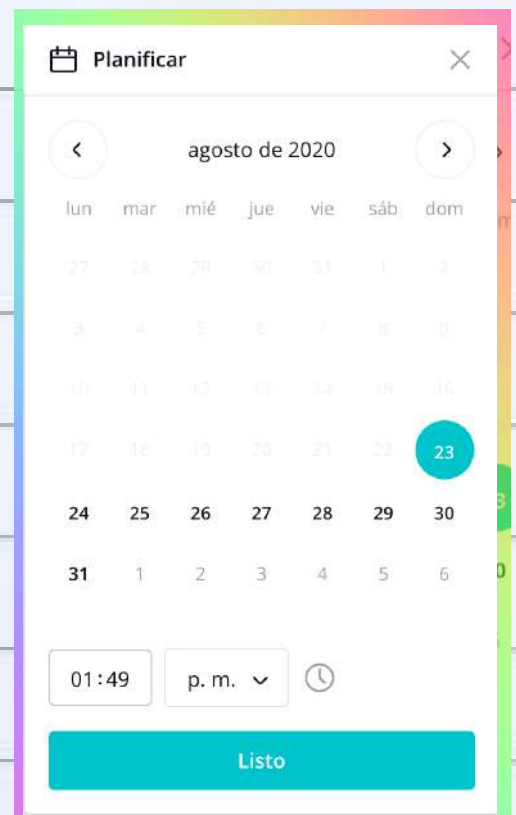 Planificar
agosto de 2020
lun mar mié jue vie sáb dom
27 28 29 30 31 1 2
3 4 5 6 7 8 9
10 11 12 13 14 15 16
17 18 19 20 21 22 23
24 25 26 27 28 29 30
31 1 2 3 4 5 6
01:49 p. m.
Listo